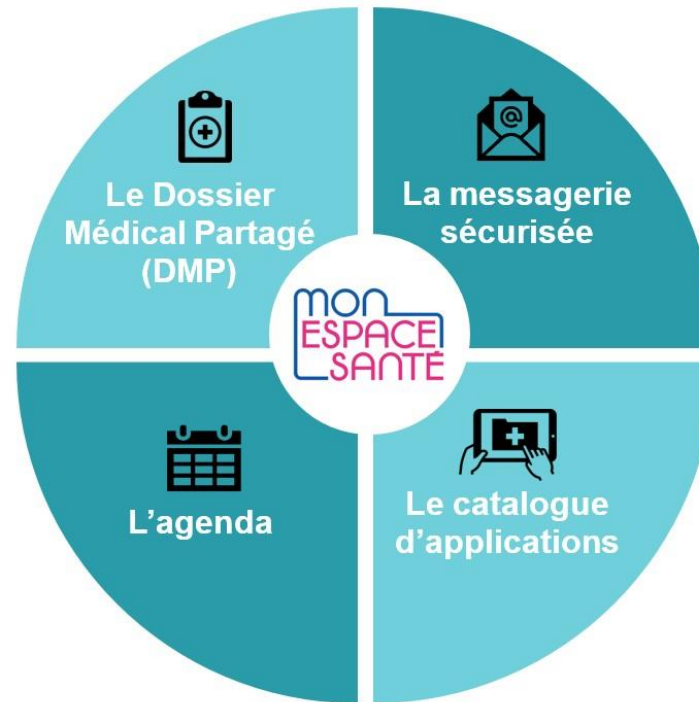 Le Dossier
Médical Partagé
(DMP)
@
La messagerie
sécurisée
mon
ESPACE
SANTÉ
L’agenda
Le catalogue
d’applications